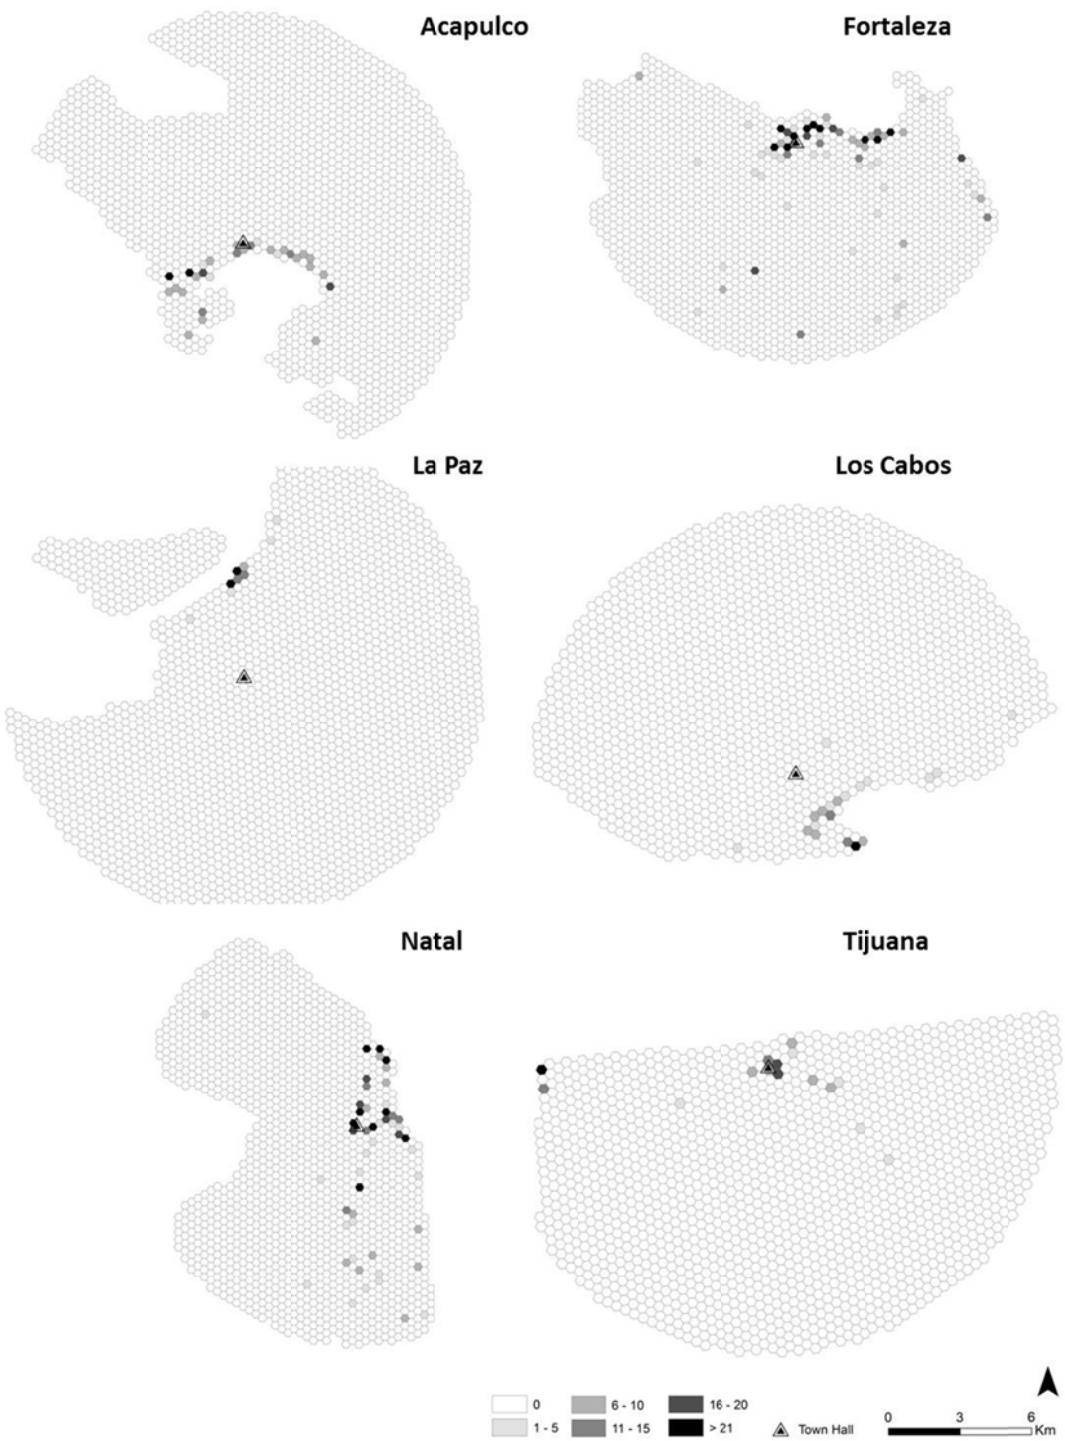 Acapulco
Fortaleza
La Paz
Los Cabos
Natal
Tijuana
0 6 - 10 16 - 20
1 - 5 11 - 15 > 21 Town Hall
0 3 6
Km